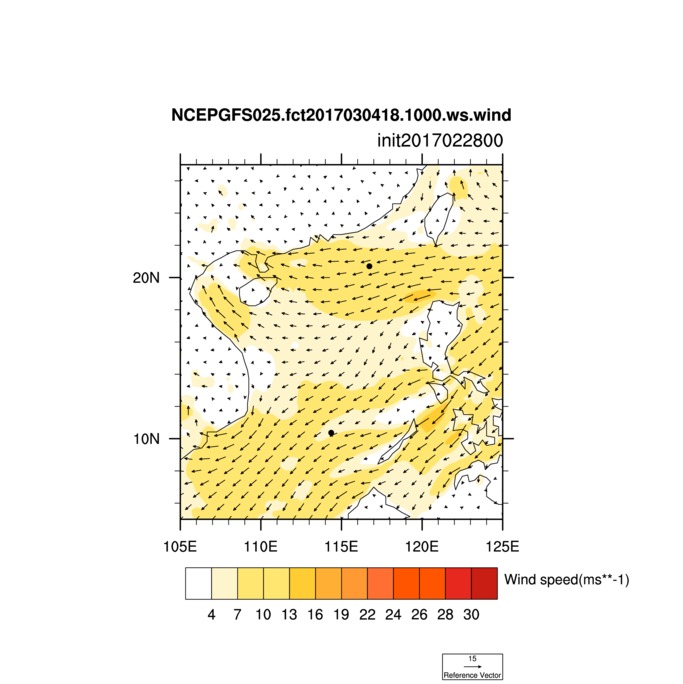 NCEPGFS025.fct2017030418.1000.ws.wind
init2017022800
20N
10N
105E 110E 115E 120E 125E
Wind speed(ms**-1)
4 7 10 13 16 19 22 24 26 28 30
15
Reference Vector